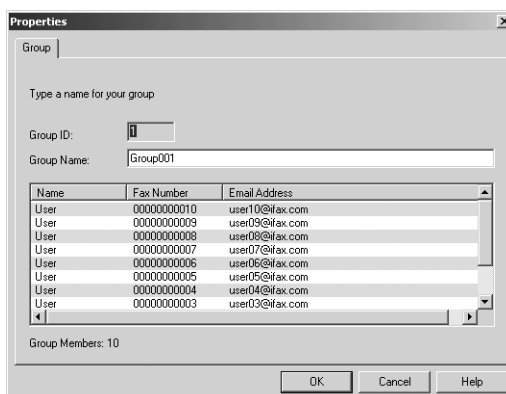 Properties
Group
Type a name for your group
Group ID: 1
Group Name: Group001
Name Fax Number Email Address
User 00000000010 user10@ifax.com
User 00000000009 user09@ifax.com
User 00000000008 user08@ifax.com
User 00000000007 user07@ifax.com
User 00000000006 user06@ifax.com
User 00000000005 user05@ifax.com
User 00000000004 user04@ifax.com
User 00000000003 user03@ifax.com
Group Members: 10
OK Cancel Help